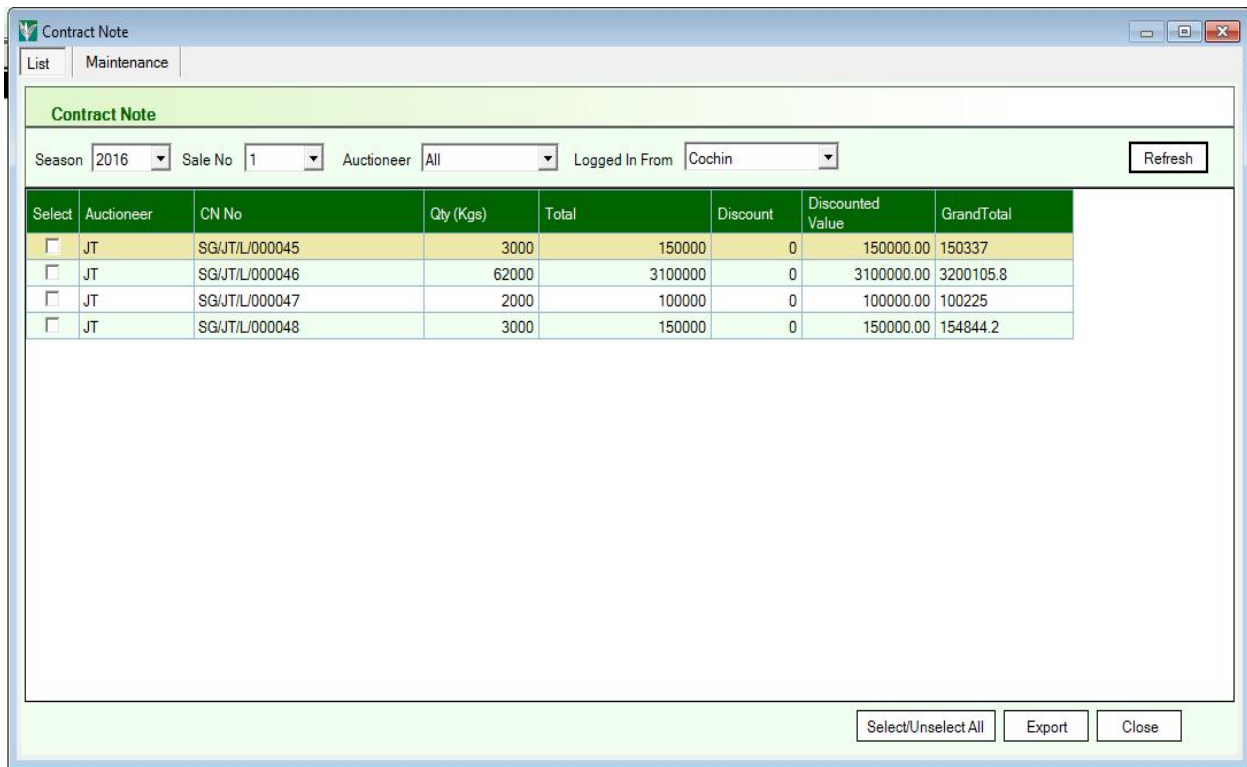 Contract Note
List Maintenance
Contract Note
Season 2016 Sale No 1 Auctioneer All Logged In From Cochin Refresh
Select Auctioneer CN No Qty (Kgs) Total Discount Discounted Value GrandTotal
JT SG/JT/L/000045 3000 150000 0 150000.00 150337
JT SG/JT/L/000046 62000 3100000 0 3100000.00 3200105.8
JT SG/JT/L/000047 2000 100000 0 100000.00 100225
JT SG/JT/L/000048 3000 150000 0 150000.00 154844.2
Select/Unselect All Export Close